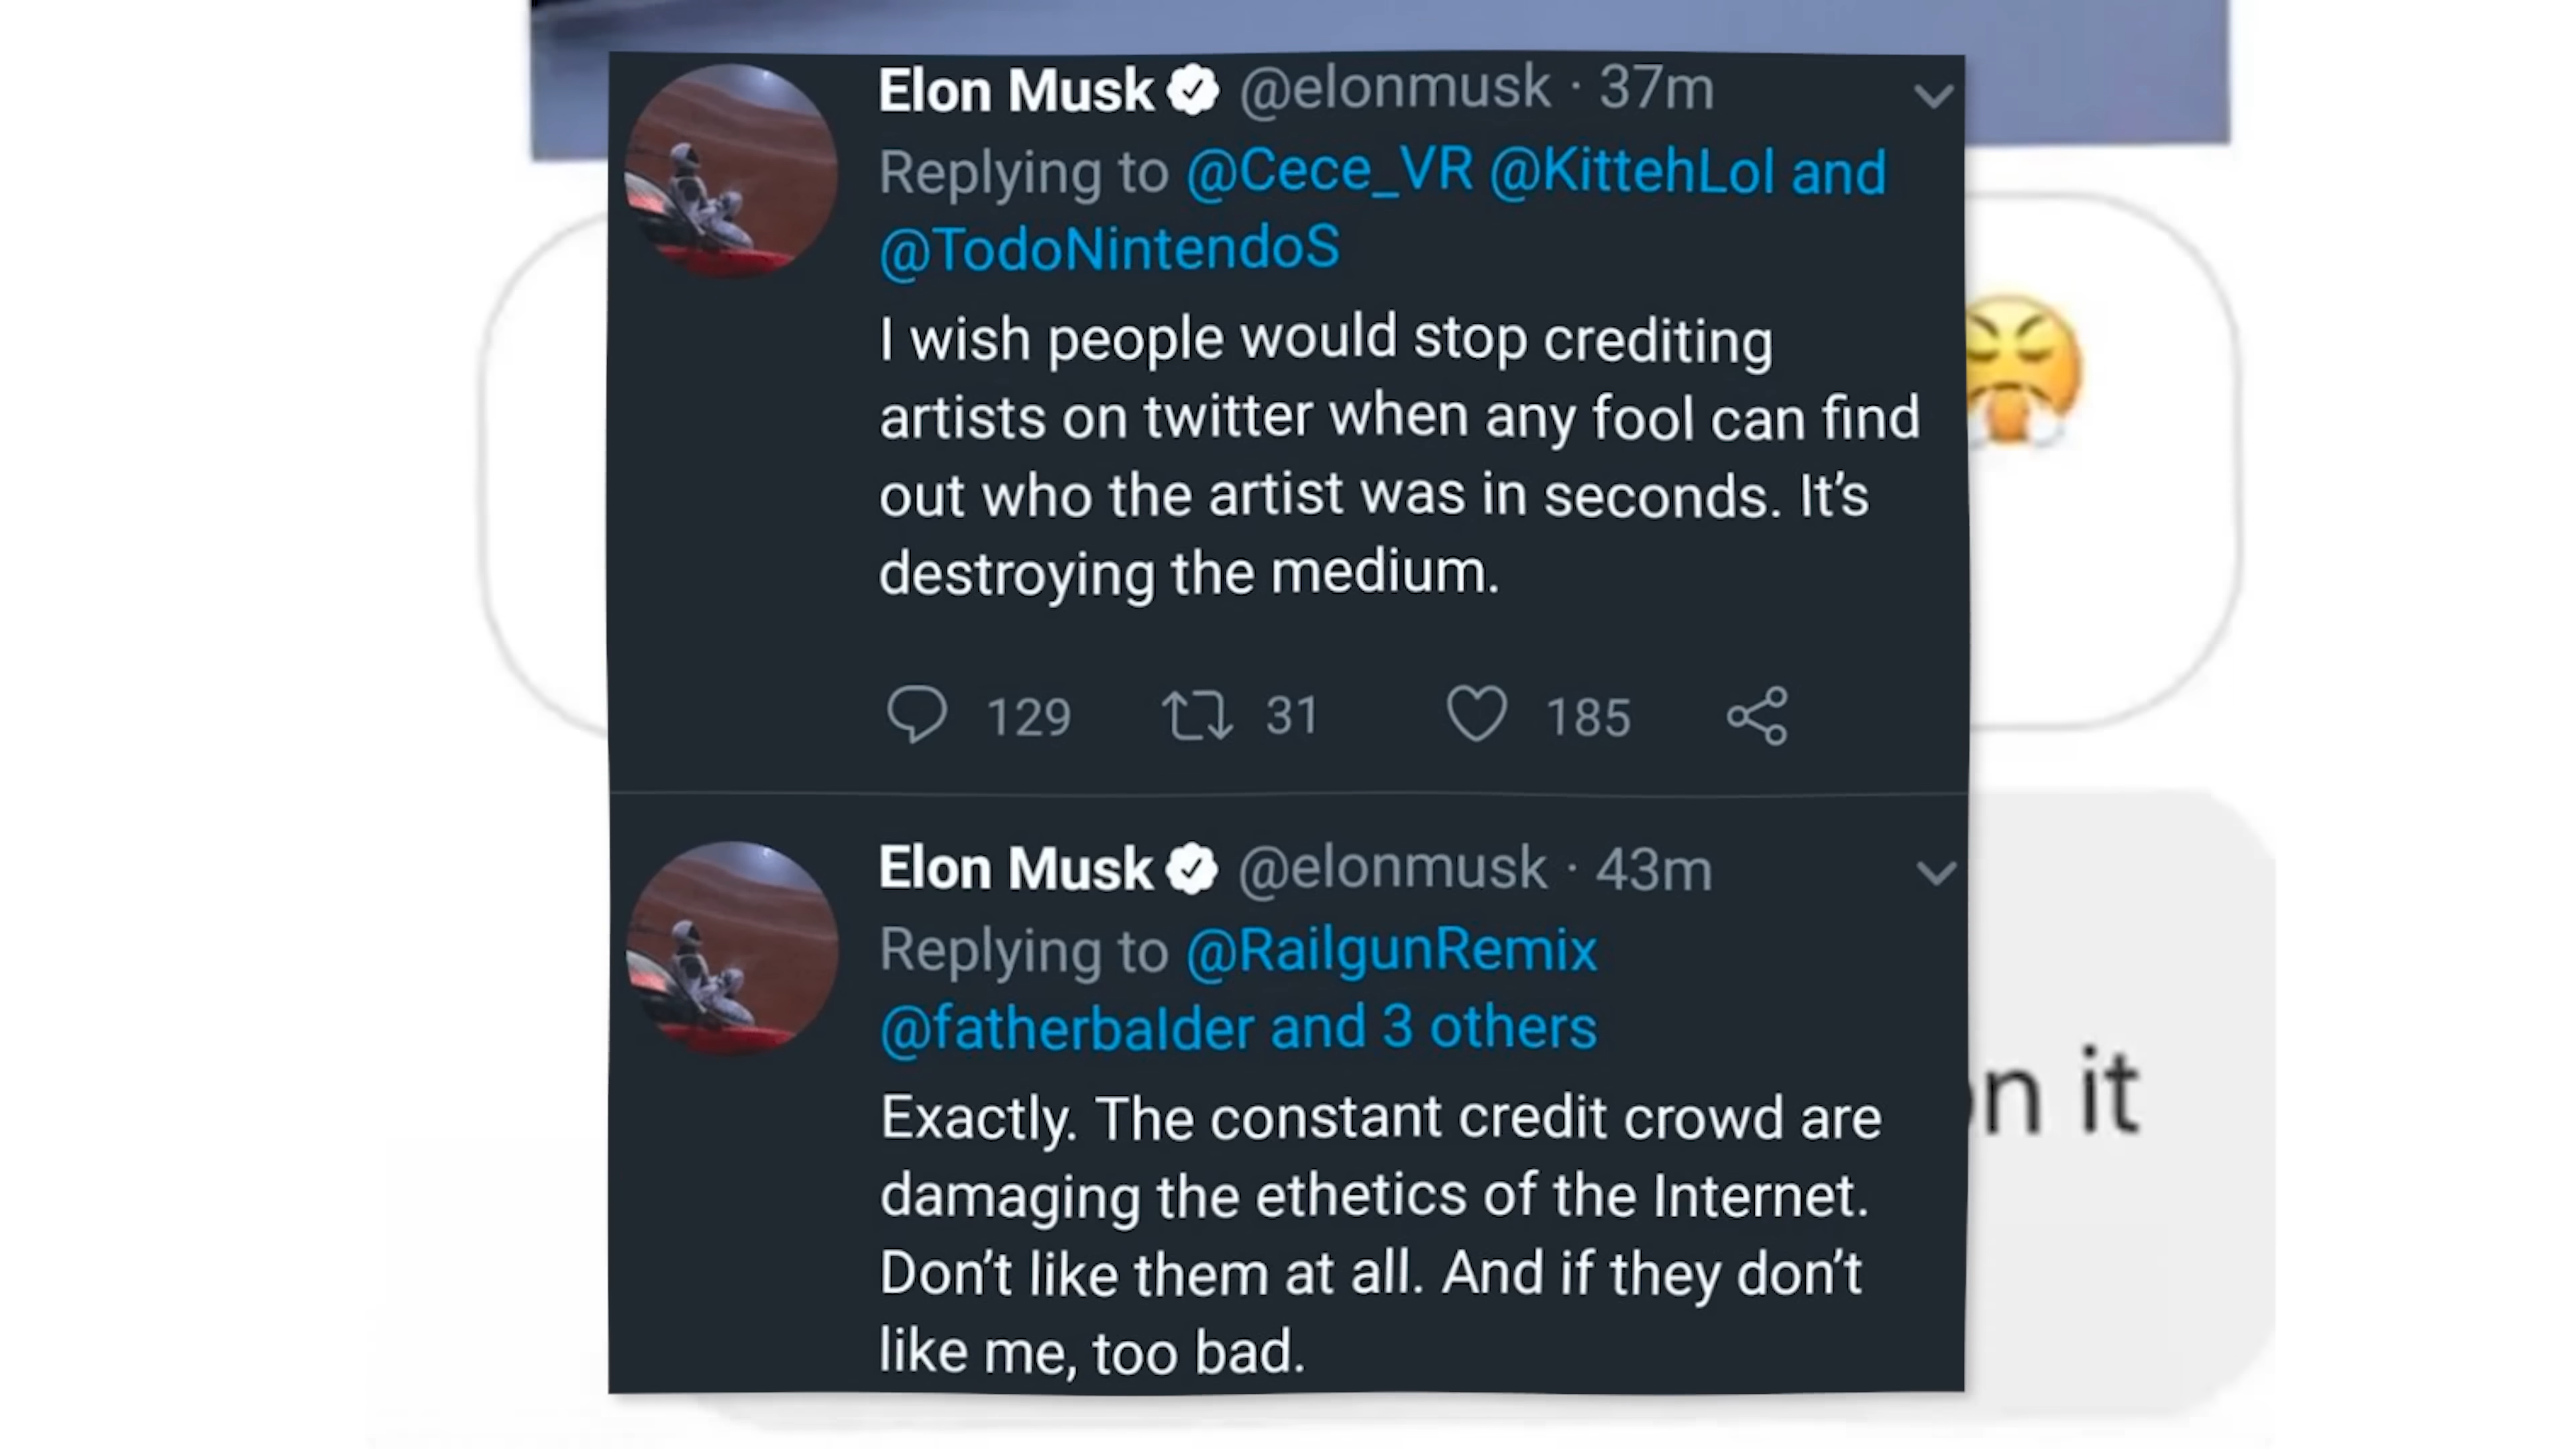 Elon Musk @elonmusk · 37m
Replying to @Cece_VR @KittehLol and
@TodoNintendoS
I wish people would stop crediting
artists on twitter when any fool can find
out who the artist was in seconds. It’s
destroying the medium.
129 31 185
Elon Musk @elonmusk · 43m
Replying to @RailgunRemix
@fatherbalder and 3 others
Exactly. The constant credit crowd are
damaging the ethetics of the Internet.
Don’t like them at all. And if they don’t
like me, too bad.
it